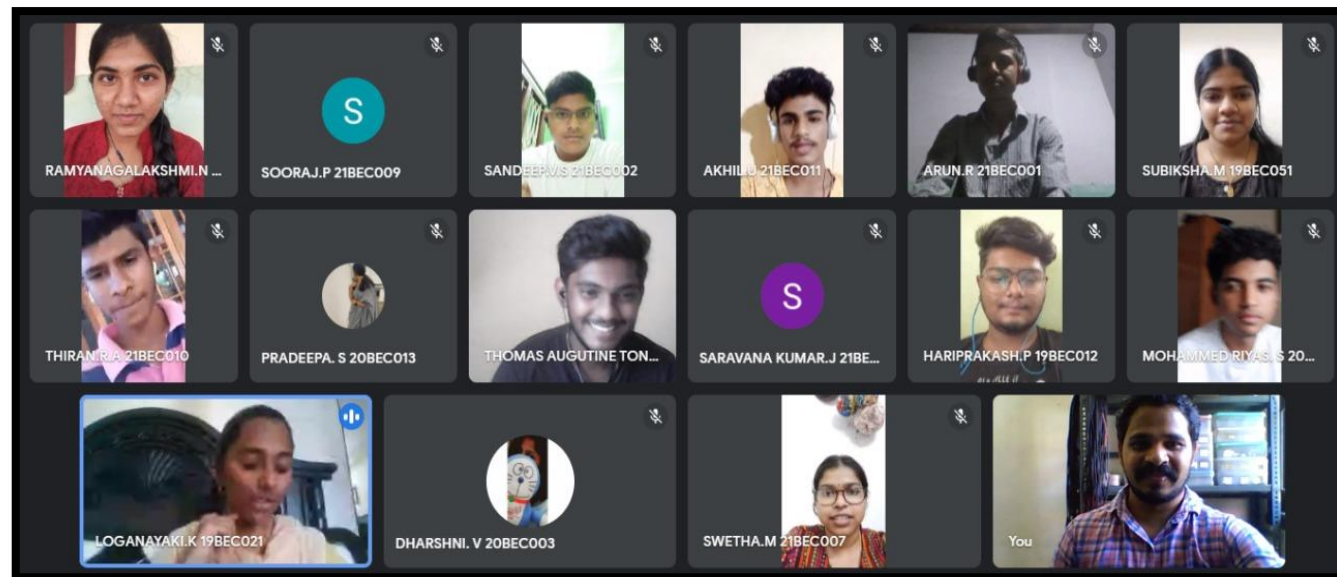 RAMYANAGALAKSHMI.N ...
S
SOORAJ.P 21BEC009
SANDEEP.V.S 21BEC002
AKHIL.U 21BEC011
ARUN.R 21BEC001
SUBIKSHA.M 19BEC051
THIRAN.R.A 21BEC010
PRADEEPA. S 20BEC013
THOMAS AUGUTINE TON...
S
SARAVANA KUMAR.J 21BE...
HARIPRAKASH.P 19BEC012
MOHAMMED RIYAS. S 20...
LOGANAYAKI.K 19BEC021
DHARSHNI. V 20BEC003
SWETHA.M 21BEC007
You